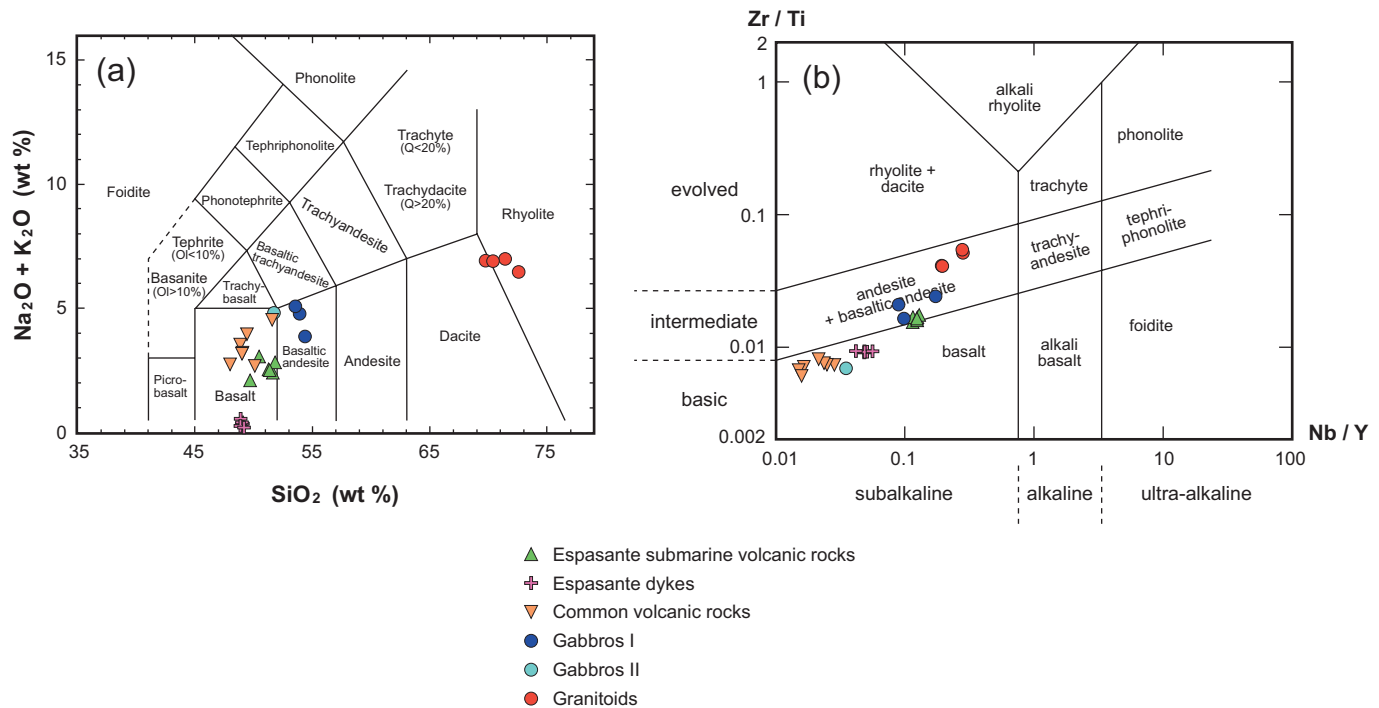 (a)
Na₂O + K₂O (wt %)
15
10
5
0
35
45
55
65
75
SiO₂ (wt %)
Phonolite
Tephriphonolite
Trachyte
(Q<20%)
Foidite
Phonotephrite
Trachyandesite
Trachydacite
(Q>20%)
Rhyolite
Tephrite
(Ol<10%)
Basaltic
trachyandesite
Basanite
(Ol>10%)
Trachy-
basalt
Picro-
basalt
Basalt
Basaltic
andesite
Andesite
Dacite
Zr / Ti
(b)
2
1
0.1
0.01
0.002
evolved
intermediate
basic
alkali
rhyolite
phonolite
rhyolite +
dacite
trachyte
tephri-
phonolite
trachy-
andesite
andesite
+ basaltic andesite
basalt
alkali
basalt
foidite
Nb / Y
0.01
0.1
1
10
100
subalkaline
alkaline
ultra-alkaline
Espasante submarine volcanic rocks
Espasante dykes
Common volcanic rocks
Gabbros I
Gabbros II
Granitoids